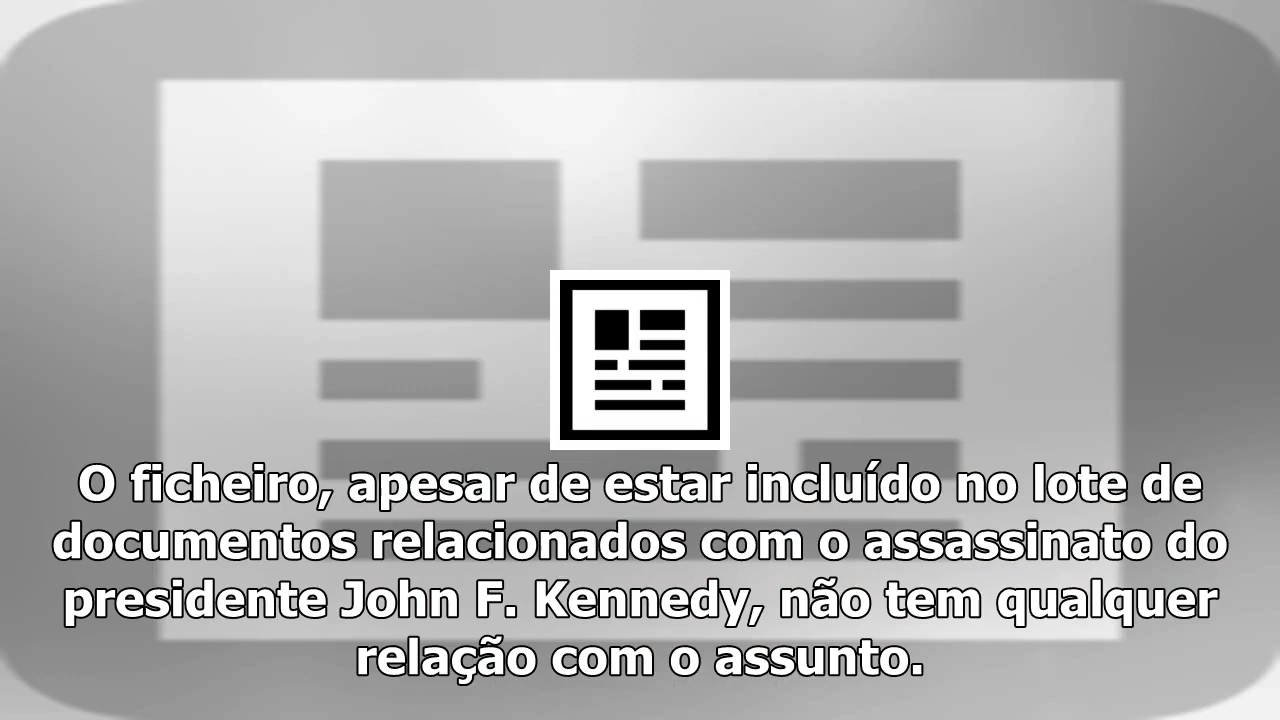 O ficheiro, apesar de estar incluído no lote de
documentos relacionados com o assassinato do
presidente John F. Kennedy, não tem qualquer
relação com o assunto.